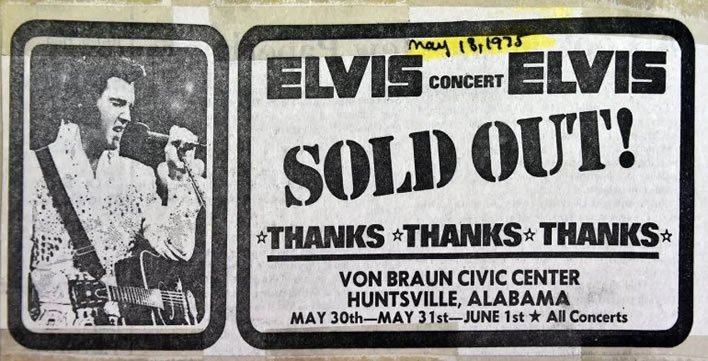 may 18, 1975
ELVIS CONCERT ELVIS
SOLD OUT!
☆THANKS ☆THANKS☆ THANKS☆
VON BRAUN CIVIC CENTER
HUNTSVILLE, ALABAMA
MAY 30th—MAY 31st—JUNE 1st ★ All Concerts